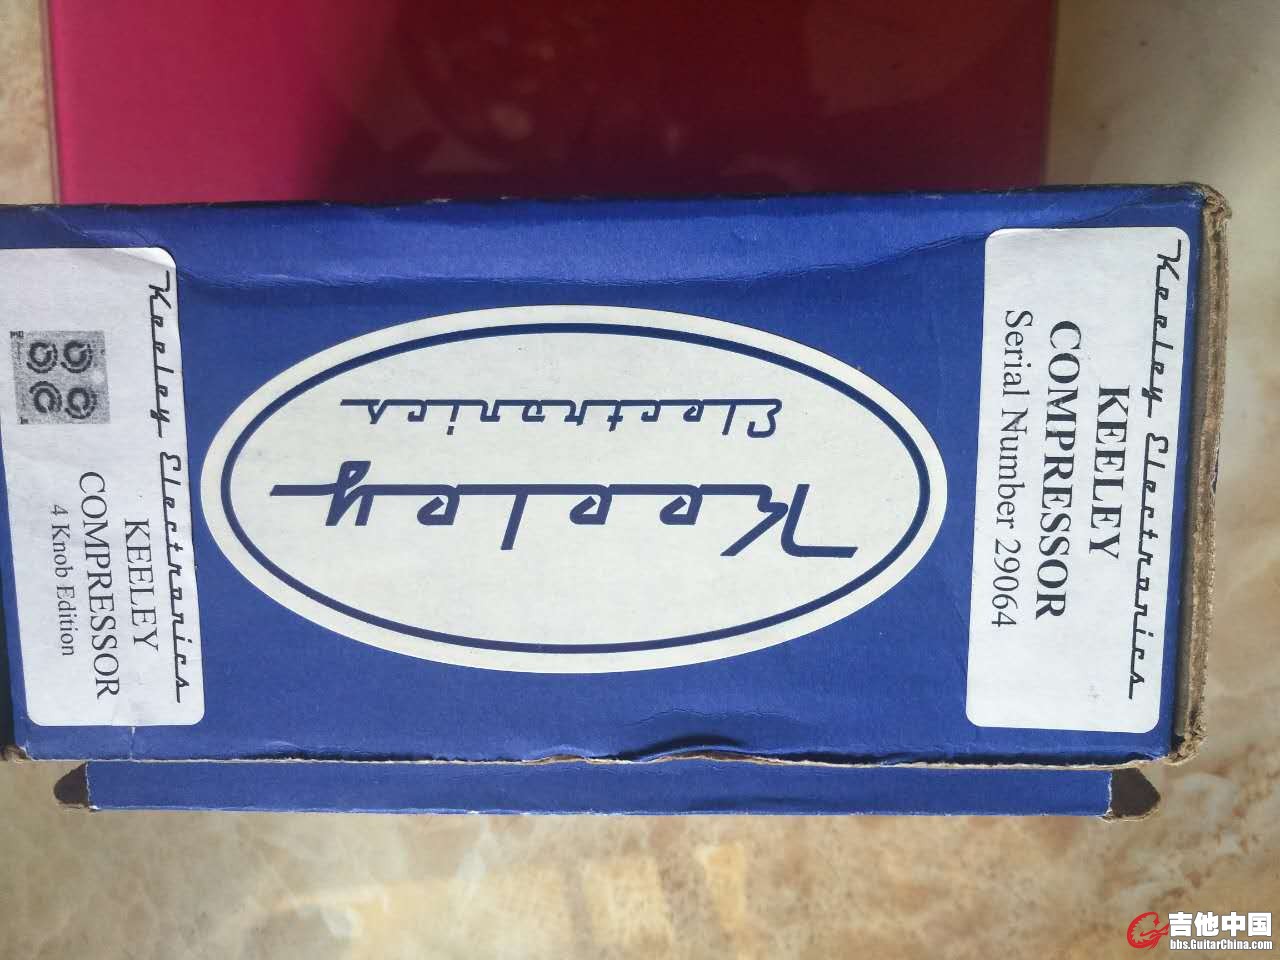 Keeley Electronics
KEELEY
COMPRESSOR
4 Knob Edition
Keeley
Electronics
Keeley Electronics
KEELEY
COMPRESSOR
Serial Number 29064
吉他中国
bbs.GuitarChina.com